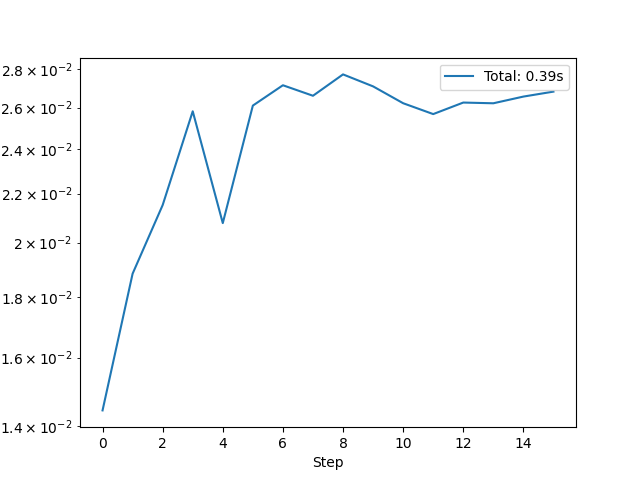 2.8 × 10⁻²
2.6 × 10⁻²
2.4 × 10⁻²
2.2 × 10⁻²
2 × 10⁻²
1.8 × 10⁻²
1.6 × 10⁻²
1.4 × 10⁻²
Total: 0.39s
0 2 4 6 8 10 12 14
Step